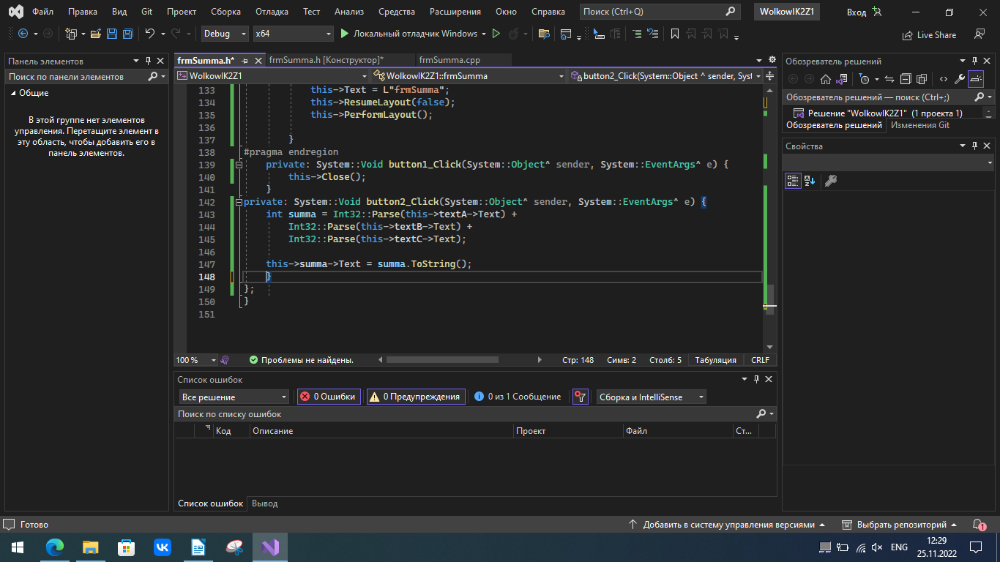 Файл Правка Вид Git Проект Сборка Отладка Тест Анализ Средства Расширения Окно Справка Поиск (Ctrl+Q) WolkowIK2Z1 Вход
Debug x64 Локальный отладчик Windows Live Share
Панель элементов
Поиск по панели элементов
Общие
В этой группе нет элементов
управления. Перетащите элемент в
эту область, чтобы добавить его в
панель элементов.
frmSumma.h* frmSumma.h [Конструктор]* frmSumma.cpp
WolkowIK2Z1 WolkowIK2Z1::frmSumma button2_Click(System::Object ^ sender, Syst
133 this->Text = L"frmSumma";
134 this->ResumeLayout(false);
135 this->PerformLayout();
136
137 }
138 #pragma endregion
139 private: System::Void button1_Click(System::Object^ sender, System::EventArgs^ e) {
140 this->Close();
141 }
142 private: System::Void button2_Click(System::Object^ sender, System::EventArgs^ e) {
143 int summa = Int32::Parse(this->textA->Text) +
144 Int32::Parse(this->textB->Text) +
145 Int32::Parse(this->textC->Text);
146
147 this->summa->Text = summa.ToString();
148 }
149 };
150 }
151
100 % Проблемы не найдены. Стр: 148 Симв: 2 Столб: 5 Табуляция CRLF
Список ошибок
Все решение 0 Ошибки 0 Предупреждения 0 из 1 Сообщение Сборка и IntelliSense
Поиск по списку ошибок
Код Описание Проект Файл Ст...
Список ошибок Вывод
Обозреватель решений
Обозреватель решений — поиск (Ctrl+;)
Решение "WolkowIK2Z1" (1 проекта 1)
Обозреватель решений Изменения Git
Свойства
Готово Добавить в систему управления версиями Выбрать репозиторий 1
ENG 12:29
25.11.2022